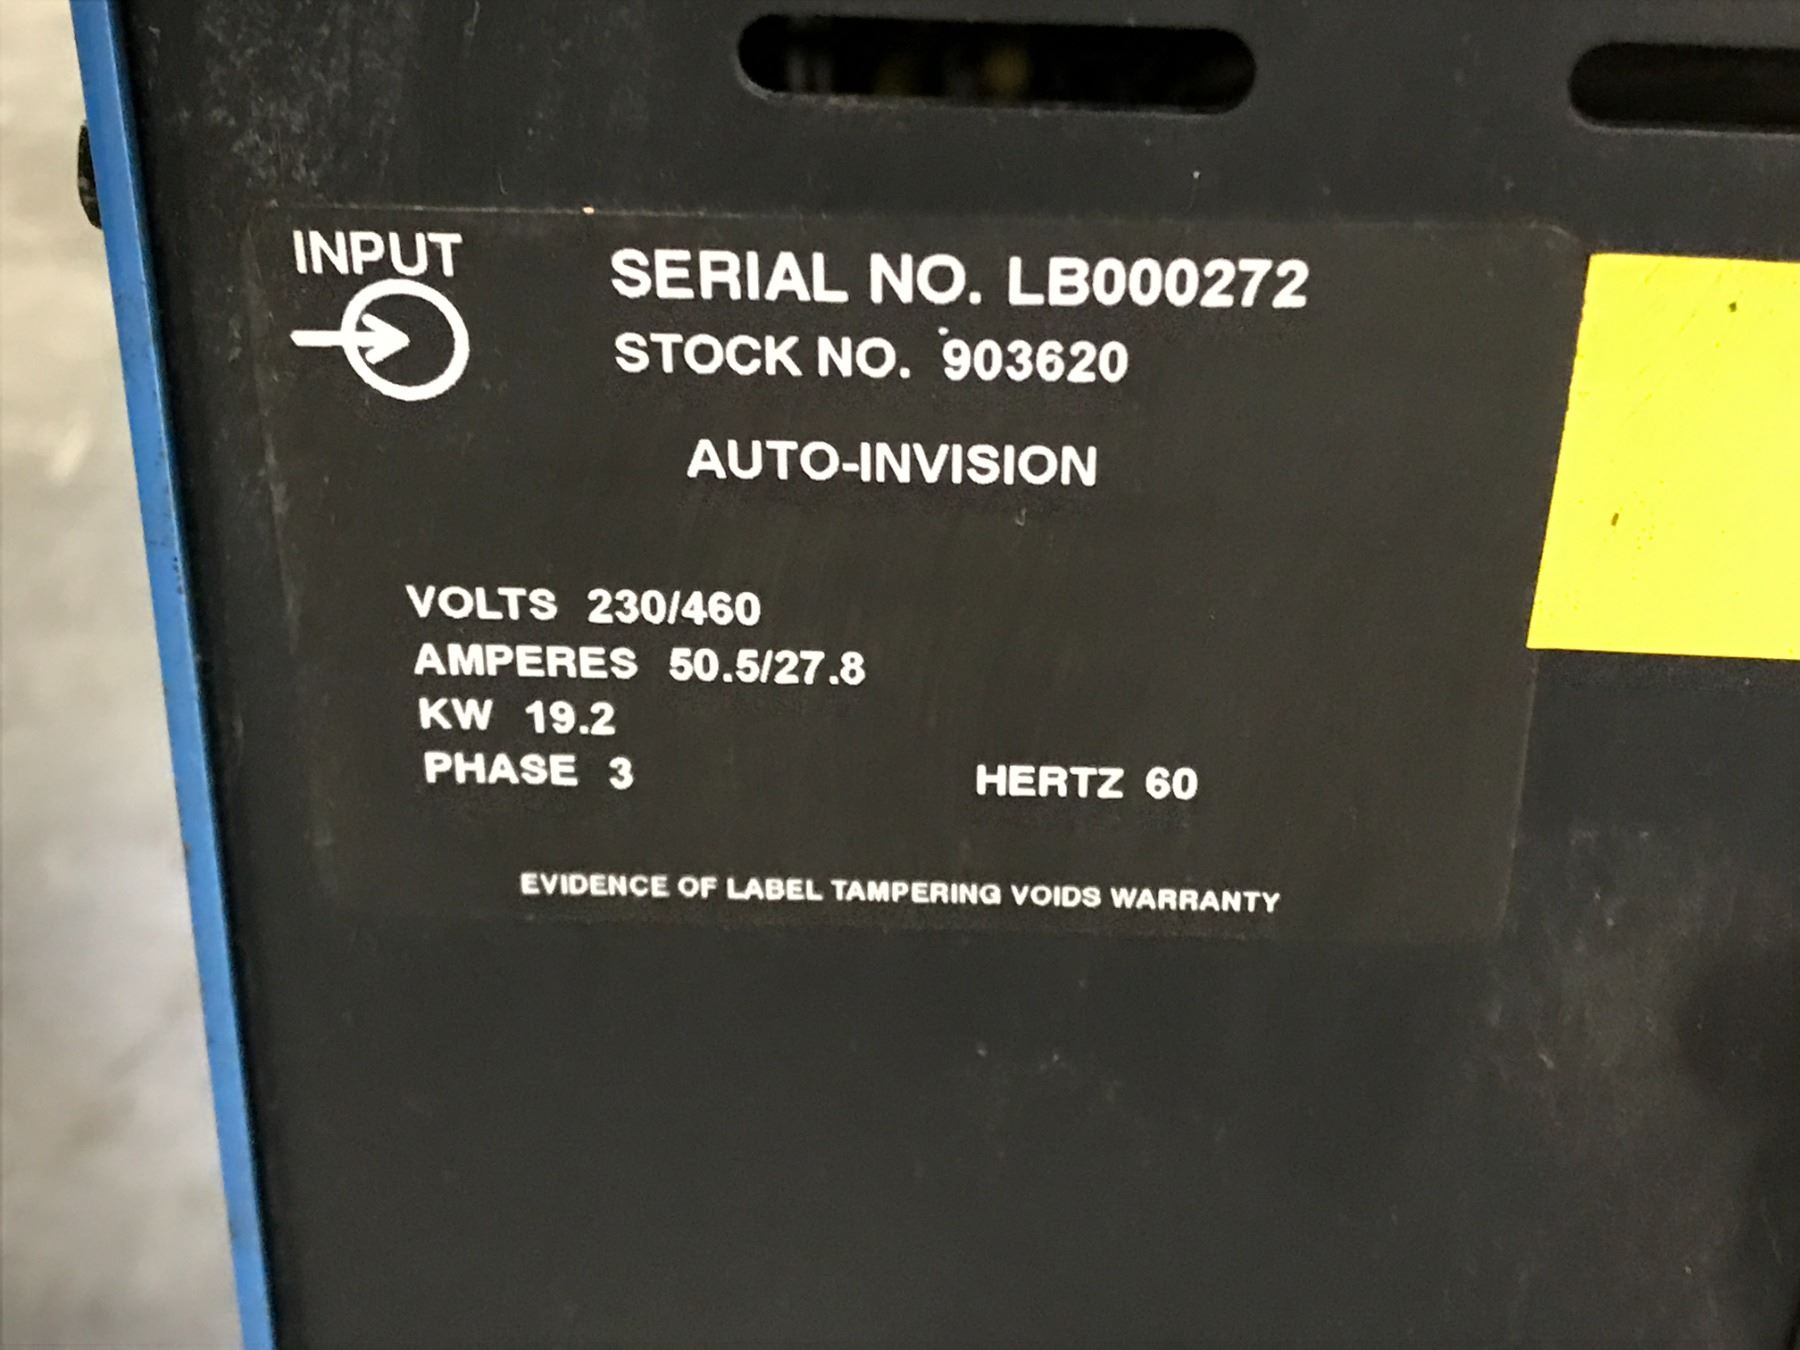 INPUT
SERIAL NO. LB000272
STOCK NO. 903620
AUTO-INVISION
VOLTS 230/460
AMPERES 50.5/27.8
KW 19.2
PHASE 3 HERTZ 60
EVIDENCE OF LABEL TAMPERING VOIDS WARRANTY